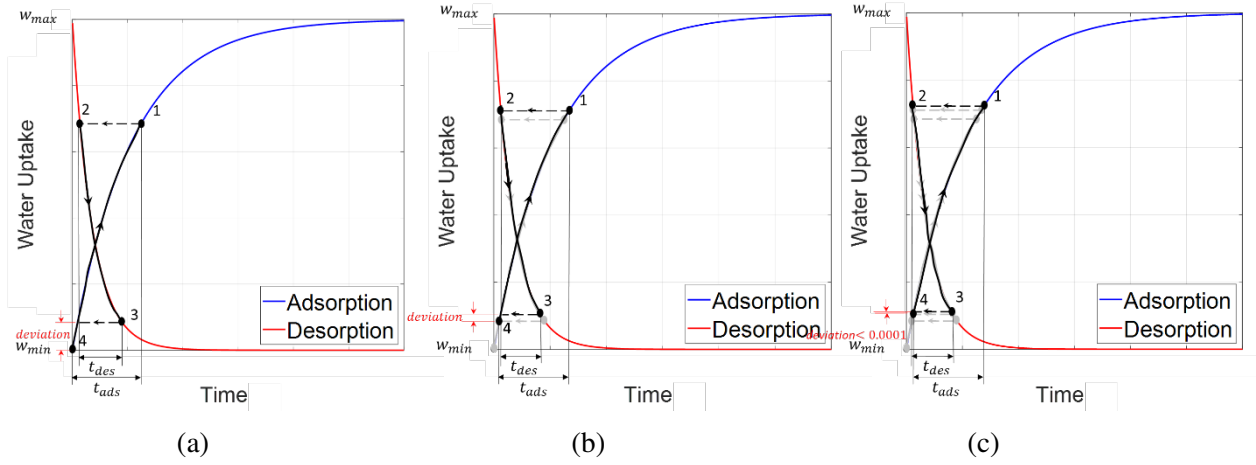 w_max
2
1
Water Uptake
Adsorption
Desorption
3
deviation
4
w_min
t_des
t_ads
Time
(a)
w_max
2
1
Water Uptake
Adsorption
Desorption
3
deviation
4
w_min
t_des
t_ads
Time
(b)
w_max
2
1
Water Uptake
Adsorption
Desorption
4
3
deviation< 0.0001
w_min
t_des
t_ads
Time
(c)